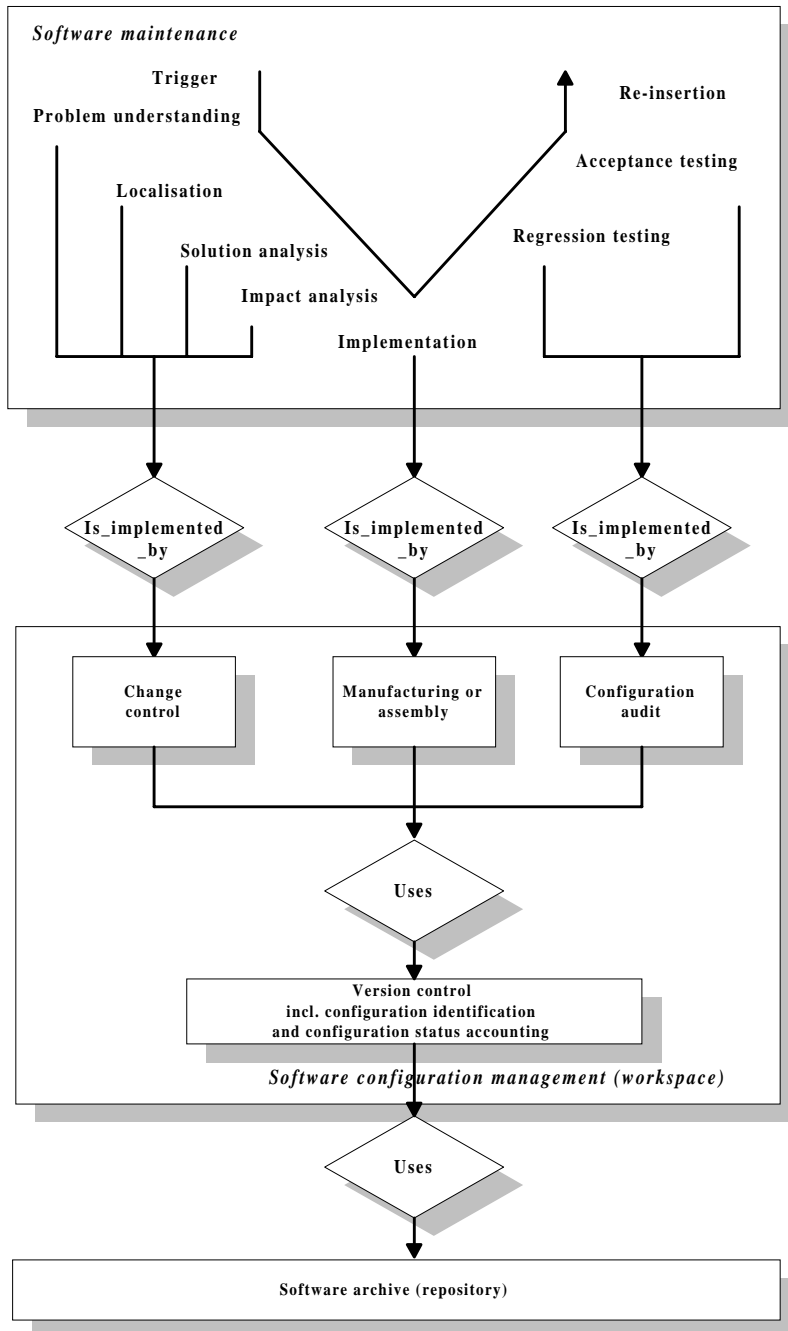 Software maintenance
Trigger
Re-insertion
Problem understanding
Acceptance testing
Localisation
Regression testing
Solution analysis
Impact analysis
Implementation
Is_implemented
_by
Is_implemented
_by
Is_implemented
_by
Change
control
Manufacturing or
assembly
Configuration
audit
Uses
Version control
incl. configuration identification
and configuration status accounting
Software configuration management (workspace)
Uses
Software archive (repository)